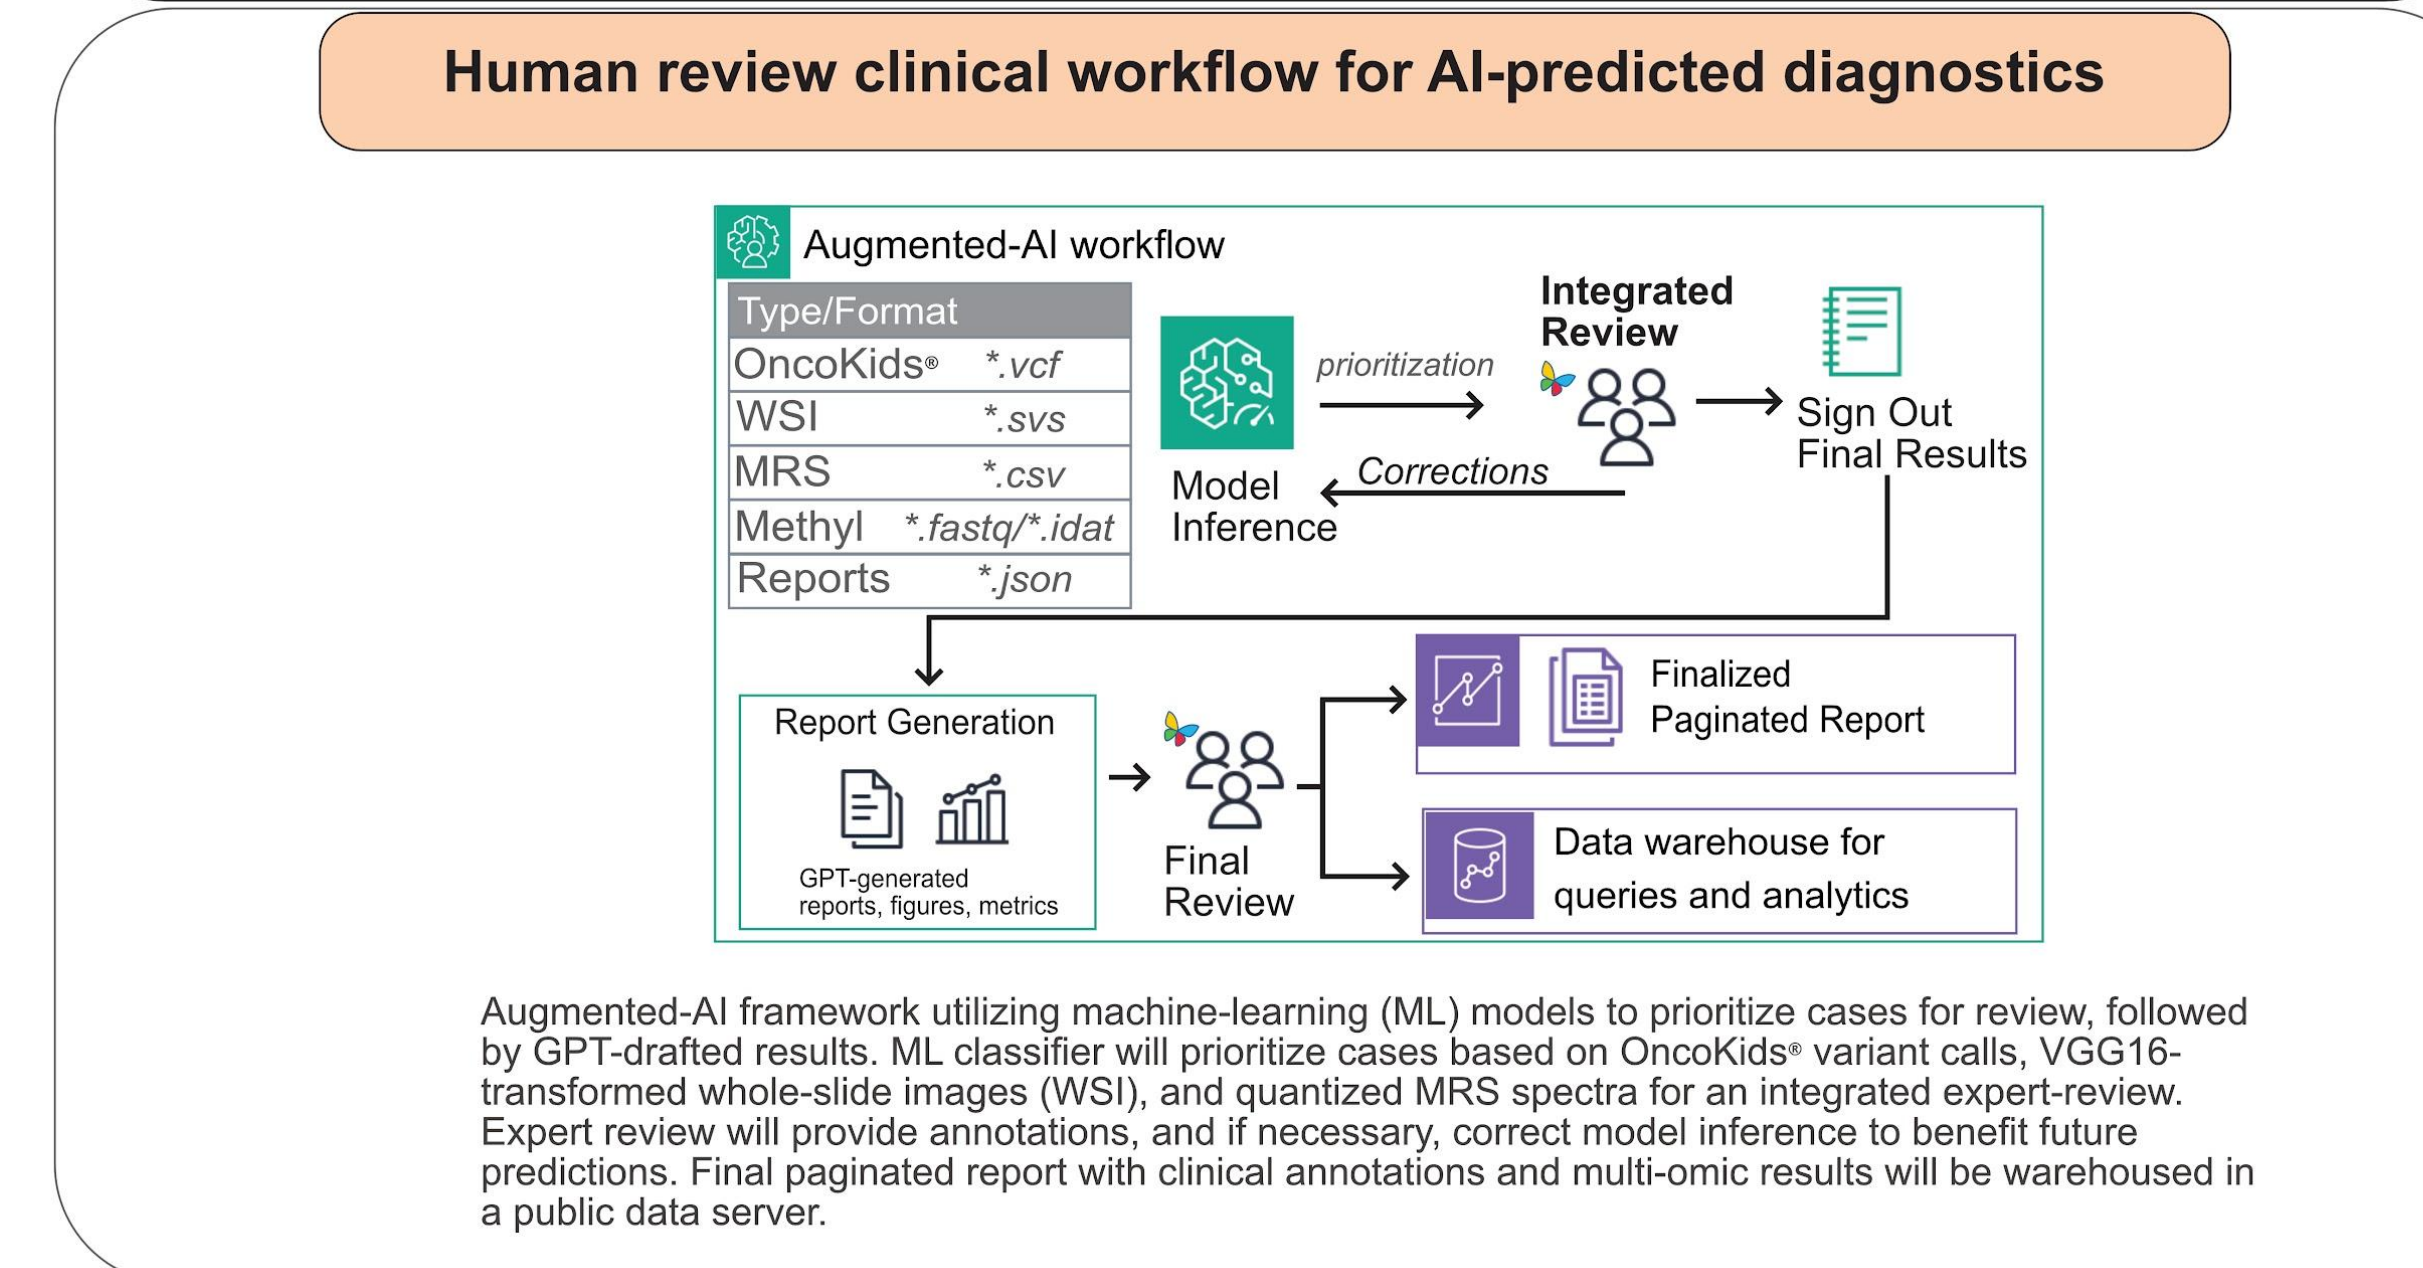 Human review clinical workflow for AI-predicted diagnostics
Augmented-AI workflow
Type/Format
OncoKids® *.vcf
WSI *.svs
MRS *.csv
Methyl *.fastq/*.idat
Reports *.json
Model
Inference
prioritization
Corrections
Integrated
Review
Sign Out
Final Results
Report Generation
GPT-generated
reports, figures, metrics
Final
Review
Finalized
Paginated Report
Data warehouse for
queries and analytics
Augmented-AI framework utilizing machine-learning (ML) models to prioritize cases for review, followed
by GPT-drafted results. ML classifier will prioritize cases based on OncoKids® variant calls, VGG16-
transformed whole-slide images (WSI), and quantized MRS spectra for an integrated expert-review.
Expert review will provide annotations, and if necessary, correct model inference to benefit future
predictions. Final paginated report with clinical annotations and multi-omic results will be warehoused in
a public data server.